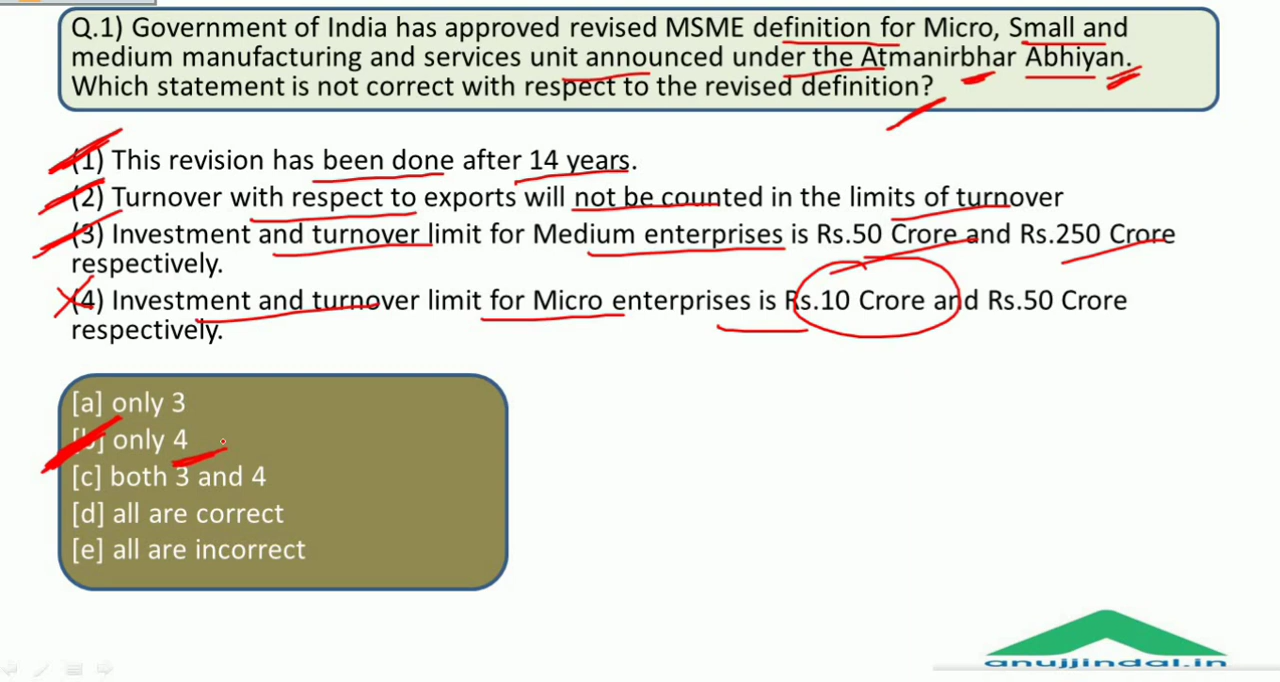 Q.1) Government of India has approved revised MSME definition for Micro, Small and
medium manufacturing and services unit announced under the Atmanirbhar Abhiyan.
Which statement is not correct with respect to the revised definition?
(1) This revision has been done after 14 years.
(2) Turnover with respect to exports will not be counted in the limits of turnover
(3) Investment and turnover limit for Medium enterprises is Rs.50 Crore and Rs.250 Crore
respectively.
(4) Investment and turnover limit for Micro enterprises is Rs.10 Crore and Rs.50 Crore
respectively.
[a] only 3
[b] only 4
[c] both 3 and 4
[d] all are correct
[e] all are incorrect
anujjindal.in